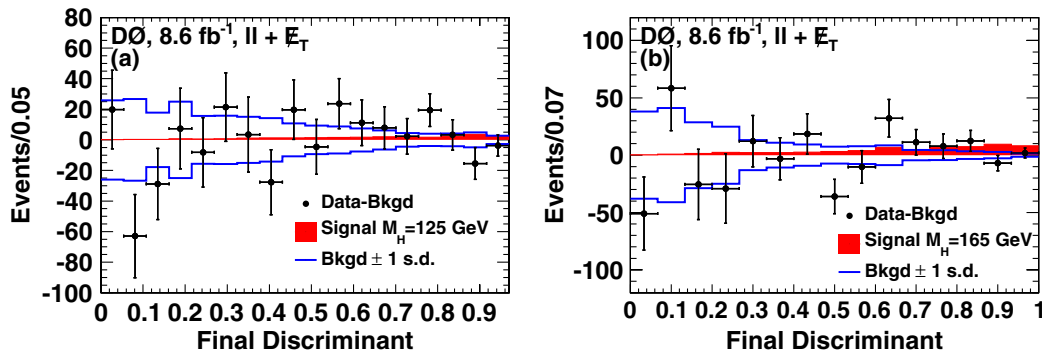 80
60
40
20
0
-20
-40
-60
-80
-100
Events/0.05
DØ, 8.6 fb⁻¹, ll + E̸_T
(a)
Data-Bkgd
Signal M_H=125 GeV
Bkgd ± 1 s.d.
0 0.1 0.2 0.3 0.4 0.5 0.6 0.7 0.8 0.9
Final Discriminant
100
50
0
-50
-100
Events/0.07
DØ, 8.6 fb⁻¹, ll + E̸_T
(b)
Data-Bkgd
Signal M_H=165 GeV
Bkgd ± 1 s.d.
0 0.1 0.2 0.3 0.4 0.5 0.6 0.7 0.8 0.9 1
Final Discriminant